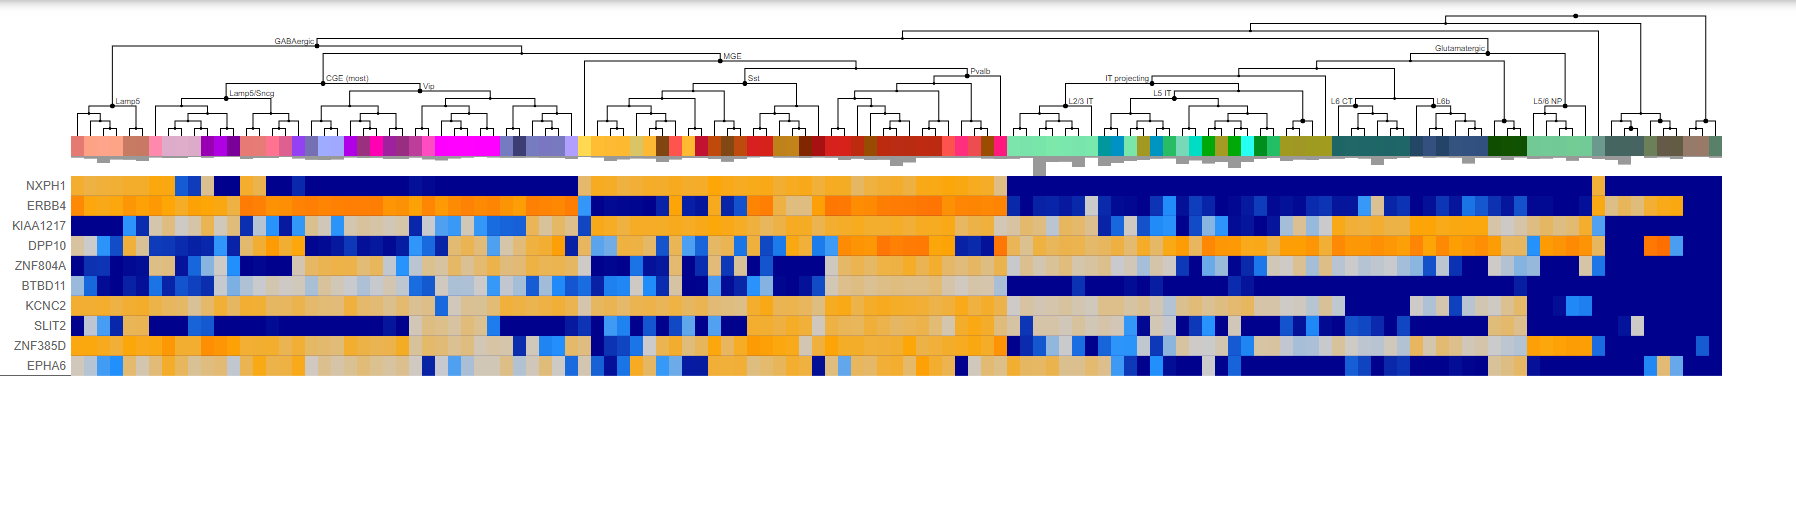 GABAergic
Glutamatergic
MGE
Pvalb
CGE (most)
Sst
IT projecting
Vip
Lamp5/Sncg
L5 IT
Lamp5
L2/3 IT
L6 CT
L6b
L5/6 NP
NXPH1
ERBB4
KIAA1217
DPP10
ZNF804A
BTBD11
KCNC2
SLIT2
ZNF385D
EPHA6